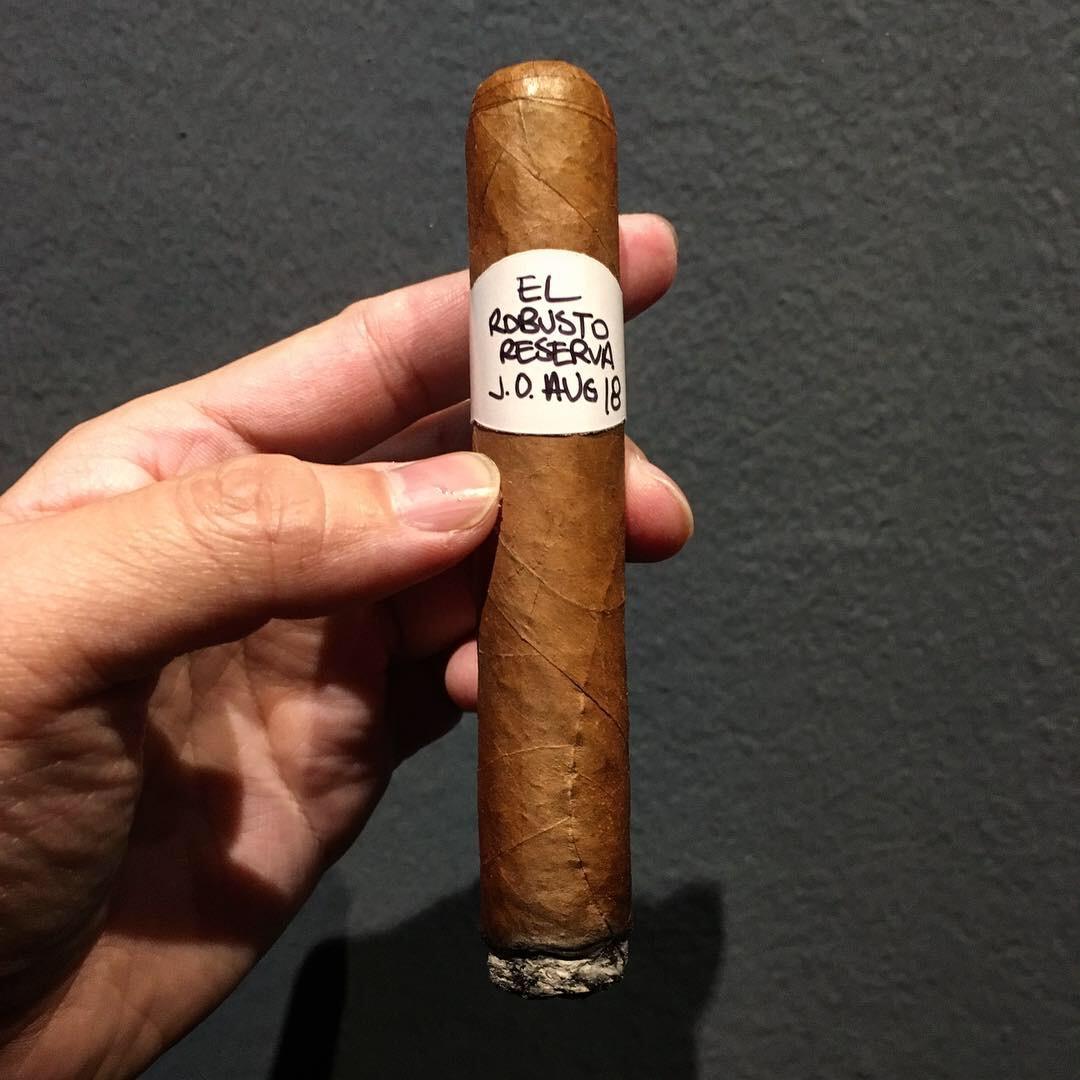 EL
ROBUSTO
RESERVA
J.O. AUG 18